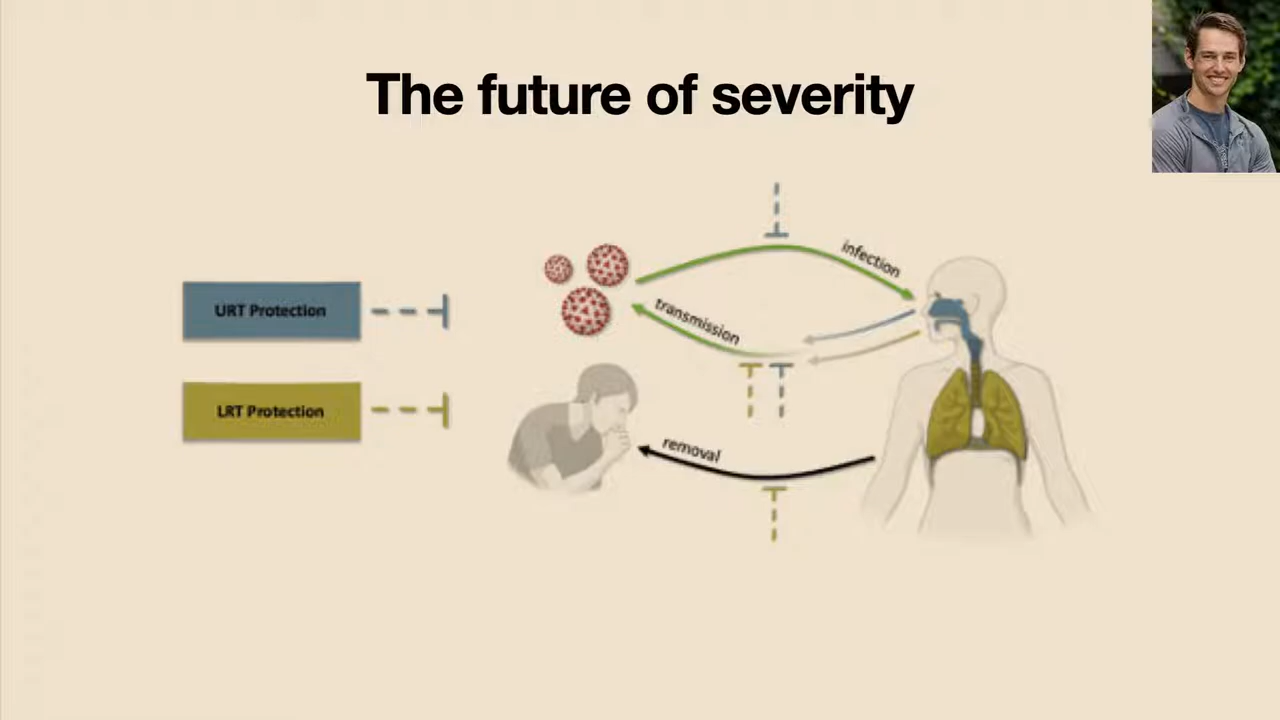 The future of severity
infection
URT Protection
transmission
LRT Protection
removal